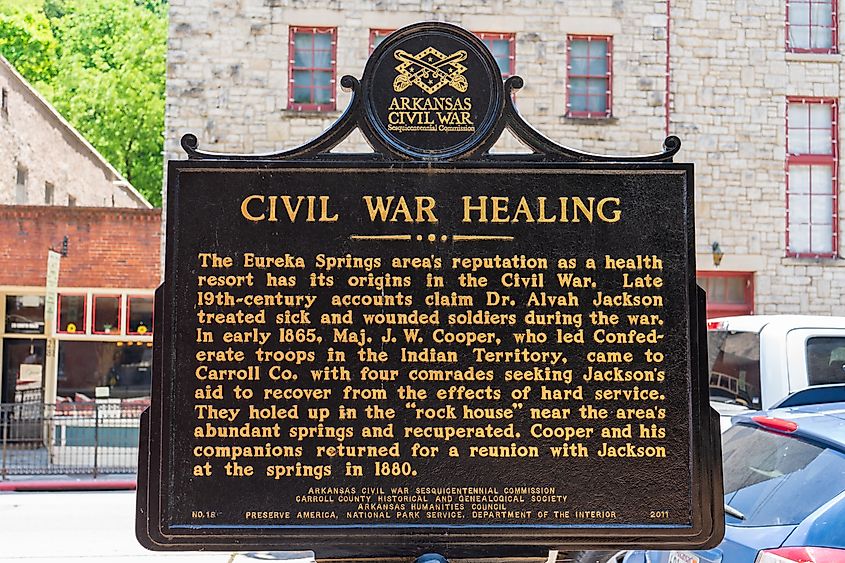 ARKANSAS
CIVIL WAR
Sesquicentennial Commission
CIVIL WAR HEALING
The Eureka Springs area's reputation as a health
resort has its origins in the Civil War. Late
19th-century accounts claim Dr. Alvah Jackson
treated sick and wounded soldiers during the war.
In early 1865, Maj. J. W. Cooper, who led Confed-
erate troops in the Indian Territory, came to
Carroll Co. with four comrades seeking Jackson's
aid to recover from the effects of hard service.
They holed up in the "rock house" near the area's
abundant springs and recuperated. Cooper and his
companions returned for a reunion with Jackson
at the springs in 1880.
ARKANSAS CIVIL WAR SESQUICENTENNIAL COMMISSION
CARROLL COUNTY HISTORICAL AND GENEALOGICAL SOCIETY
ARKANSAS HUMANITIES COUNCIL
NO. 18 PRESERVE AMERICA, NATIONAL PARK SERVICE, DEPARTMENT OF THE INTERIOR 2011